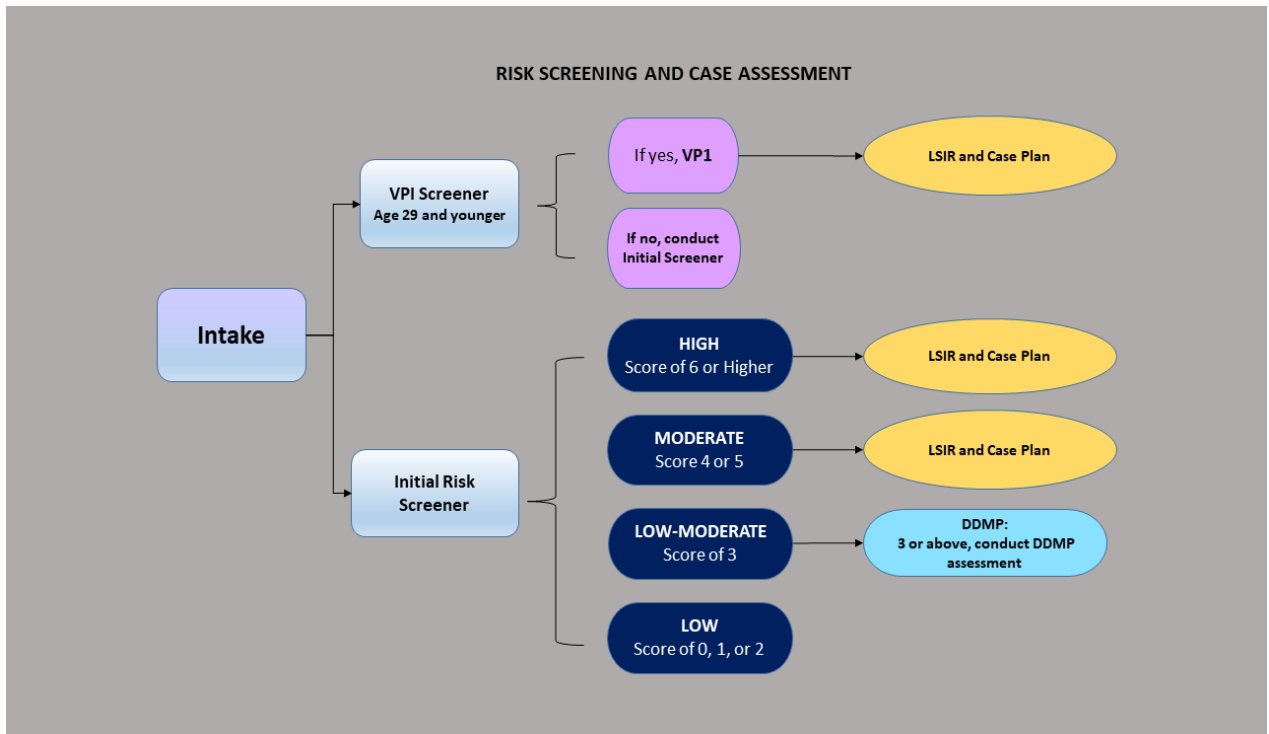 RISK SCREENING AND CASE ASSESSMENT
Intake
VPI Screener
Age 29 and younger
If yes, VP1
LSIR and Case Plan
If no, conduct
Initial Screener
Initial Risk
Screener
HIGH
Score of 6 or Higher
LSIR and Case Plan
MODERATE
Score 4 or 5
LSIR and Case Plan
LOW-MODERATE
Score of 3
DDMP:
3 or above, conduct DDMP
assessment
LOW
Score of 0, 1, or 2